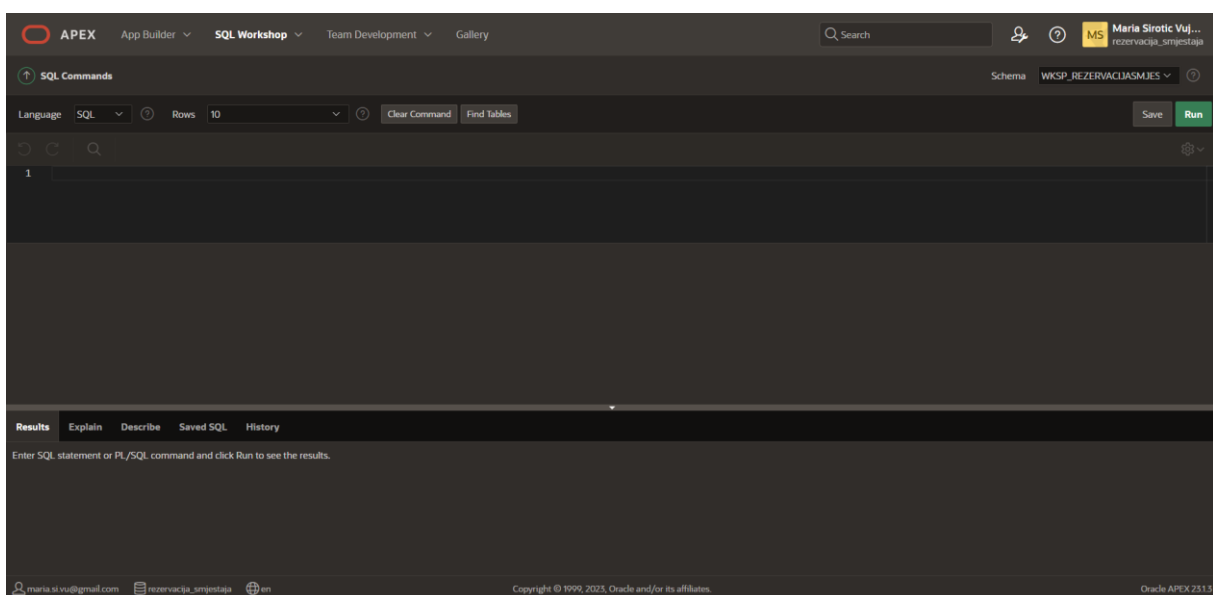 APEX App Builder SQL Workshop Team Development Gallery Search MS Maria Sirotic Vuj...
rezervacija_smjestaja
SQL Commands Schema WKSP_REZERVACIJASMJES
Language SQL Rows 10 Clear Command Find Tables Save Run
1
Results Explain Describe Saved SQL History
Enter SQL statement or PL/SQL command and click Run to see the results.
maria.si.vu@gmail.com rezervacija_smjestaja en Copyright © 1999, 2023, Oracle and/or its affiliates. Oracle APEX 23.1.3